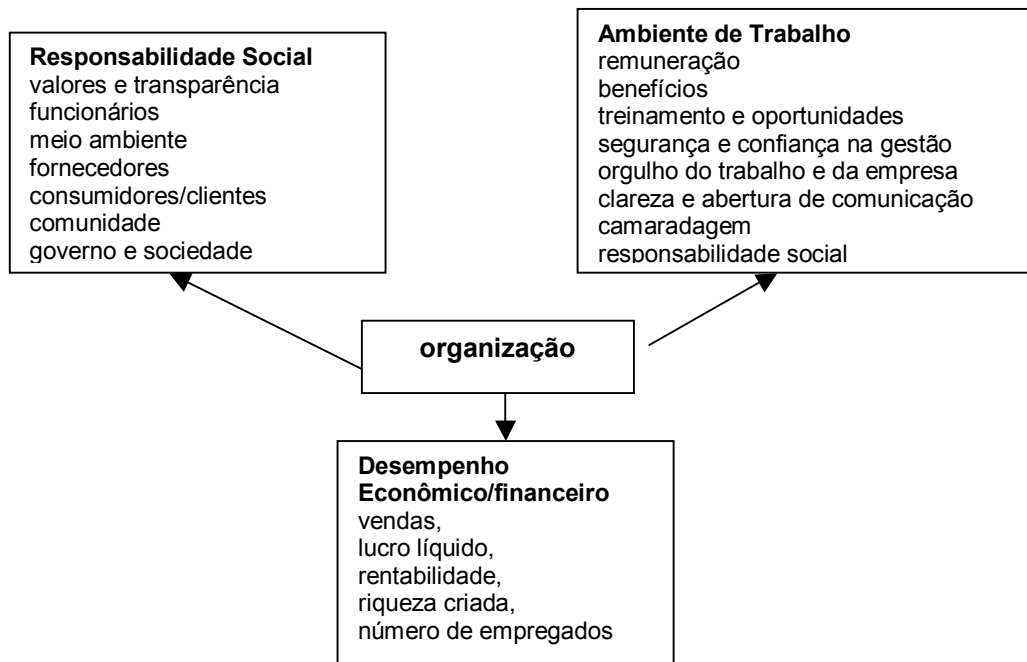 Responsabilidade Social
valores e transparência
funcionários
meio ambiente
fornecedores
consumidores/clientes
comunidade
governo e sociedade
Ambiente de Trabalho
remuneração
benefícios
treinamento e oportunidades
segurança e confiança na gestão
orgulho do trabalho e da empresa
clareza e abertura de comunicação
camaradagem
responsabilidade social
organização
Desempenho
Econômico/financeiro
vendas,
lucro líquido,
rentabilidade,
riqueza criada,
número de empregados